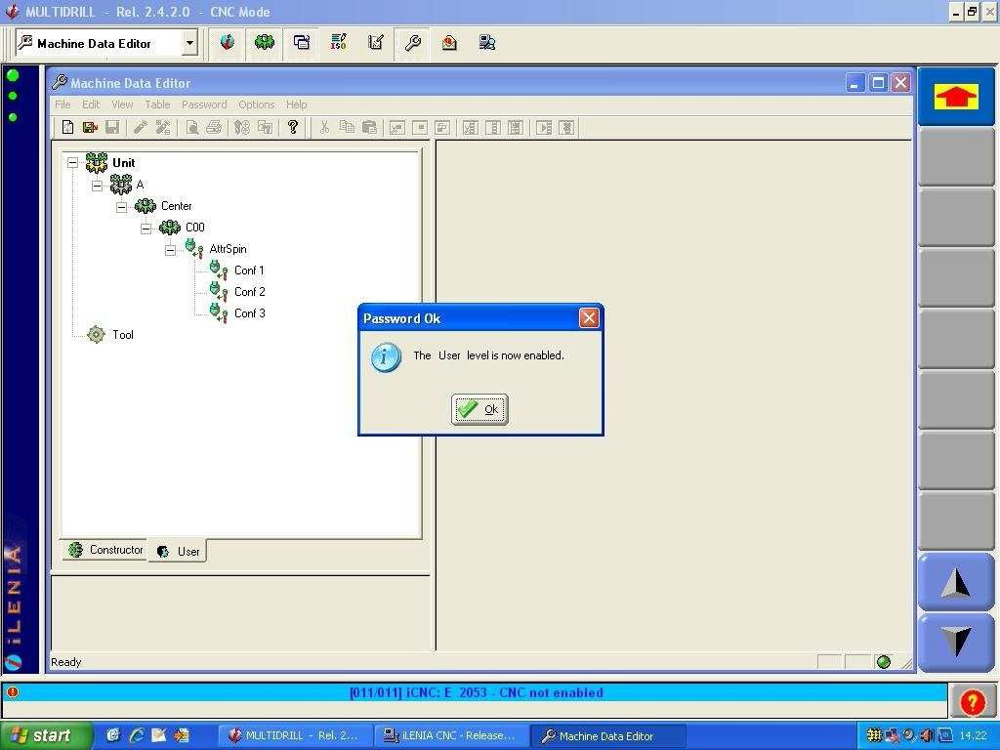 MULTIDRILL - Rel. 2.4.2.0 - CNC Mode
Machine Data Editor
ISO
Machine Data Editor
File Edit View Table Password Options Help
Unit
A
Center
C00
AttrSpin
Conf 1
Conf 2
Conf 3
Tool
Password Ok
The User level is now enabled.
Ok
Constructor User
iLENIA
Ready
[011/011] iCNC: E 2053 - CNC not enabled
start MULTIDRILL - Rel. 2... iLENIA CNC - Release... Machine Data Editor 14.22